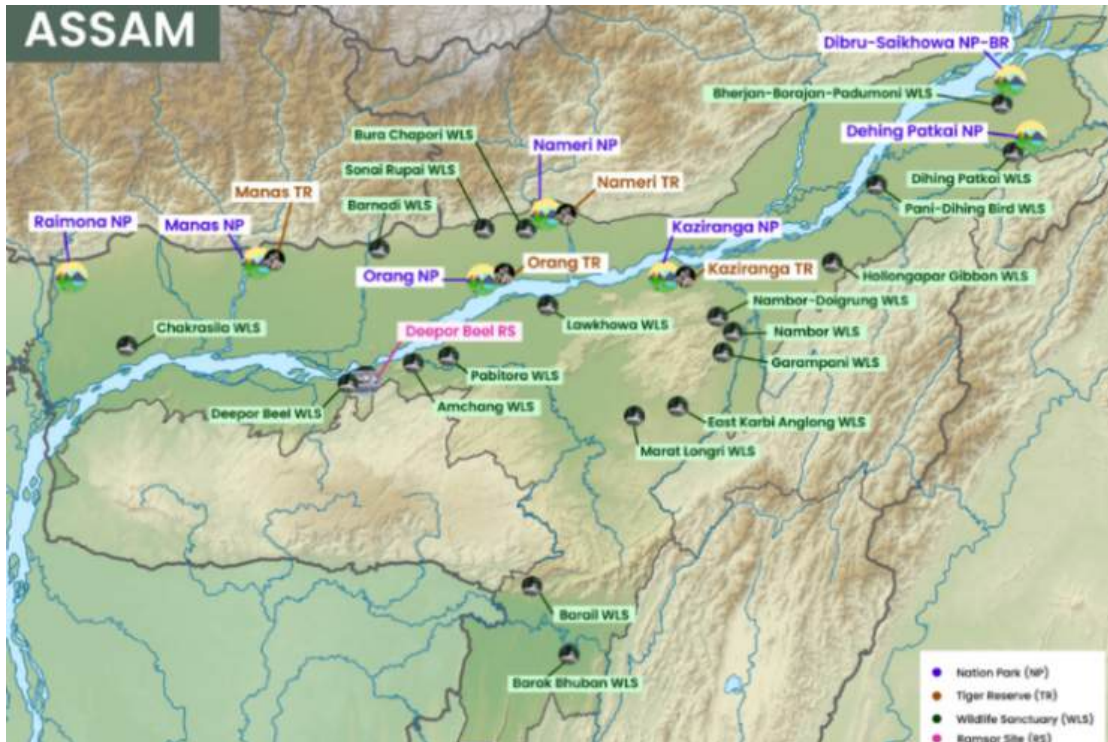 ASSAM
Dibru-Saikhowa NP-BR
Bherjan-Borajan-Padumoni WLS
Bura Chapori WLS
Nameri NP
Dehing Patkai NP
Sonai Rupai WLS
Manas TR
Nameri TR
Dihing Patkai WLS
Barnadi WLS
Pani-Dihing Bird WLS
Raimona NP
Manas NP
Kaziranga NP
Orang NP
Orang TR
Kaziranga TR
Hollongapar Gibbon WLS
Nambor-Doigrung WLS
Chakrasila WLS
Deepor Beel RS
Laokhowa WLS
Nambor WLS
Garampani WLS
Pabitora WLS
Deepor Beel WLS
Amchang WLS
East Karbi Anglong WLS
Marat Longri WLS
Barail WLS
Barak Bhuban WLS
Nation Park (NP)
Tiger Reserve (TR)
Wildlife Sanctuary (WLS)
Ramsar Site (RS)